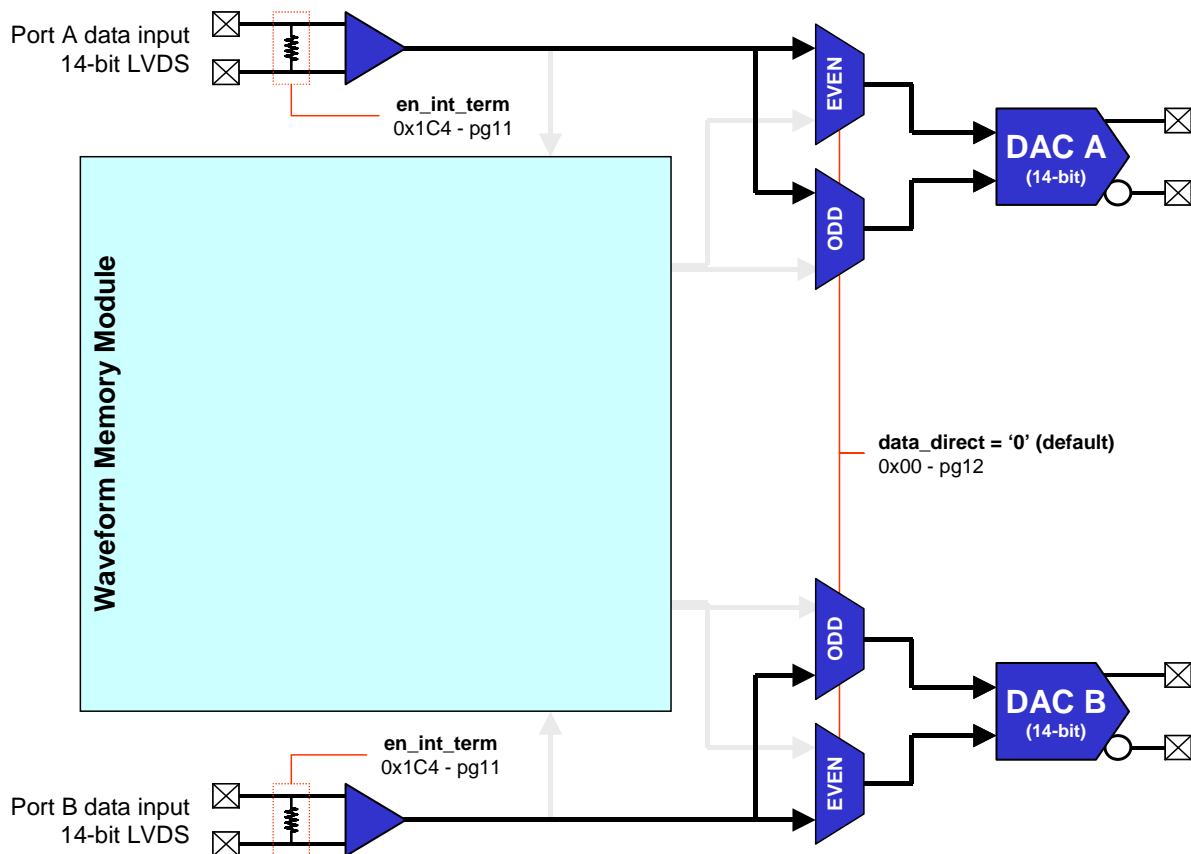 Port A data input
14-bit LVDS
en_int_term
0x1C4 - pg11
EVEN
DAC A
(14-bit)
ODD
Waveform Memory Module
data_direct = ‘0’ (default)
0x00 - pg12
ODD
DAC B
(14-bit)
en_int_term
0x1C4 - pg11
EVEN
Port B data input
14-bit LVDS